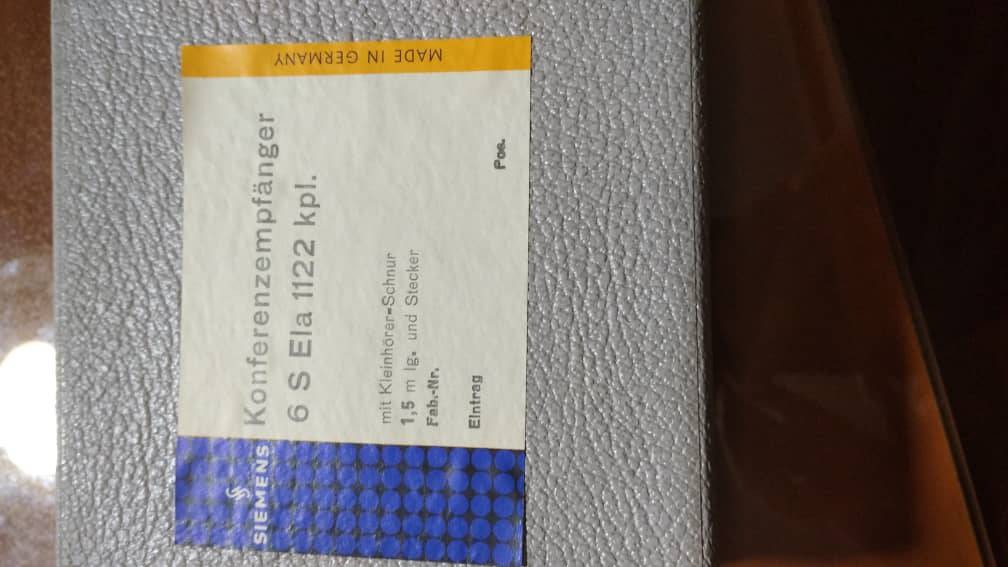 SIEMENS
Konferenzempfänger
6 S Ela 1122 kpl.
mit Kleinhörer-Schnur
1,5 m lg. und Stecker
Fab.-Nr.
Eintrag
Pos.
MADE IN GERMANY